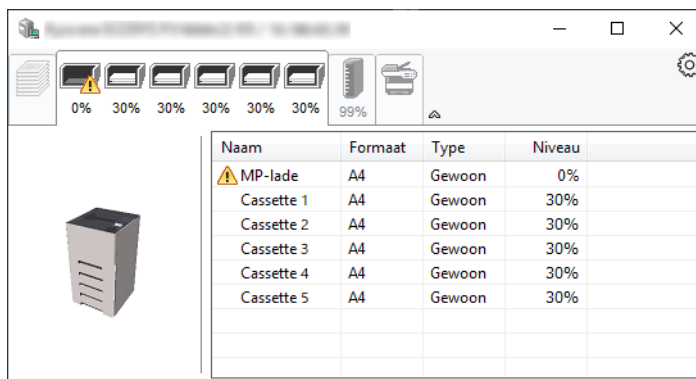 0% 30% 30% 30% 30% 30% 99%
Naam Formaat Type Niveau
MP-lade A4 Gewoon 0%
Cassette 1 A4 Gewoon 30%
Cassette 2 A4 Gewoon 30%
Cassette 3 A4 Gewoon 30%
Cassette 4 A4 Gewoon 30%
Cassette 5 A4 Gewoon 30%